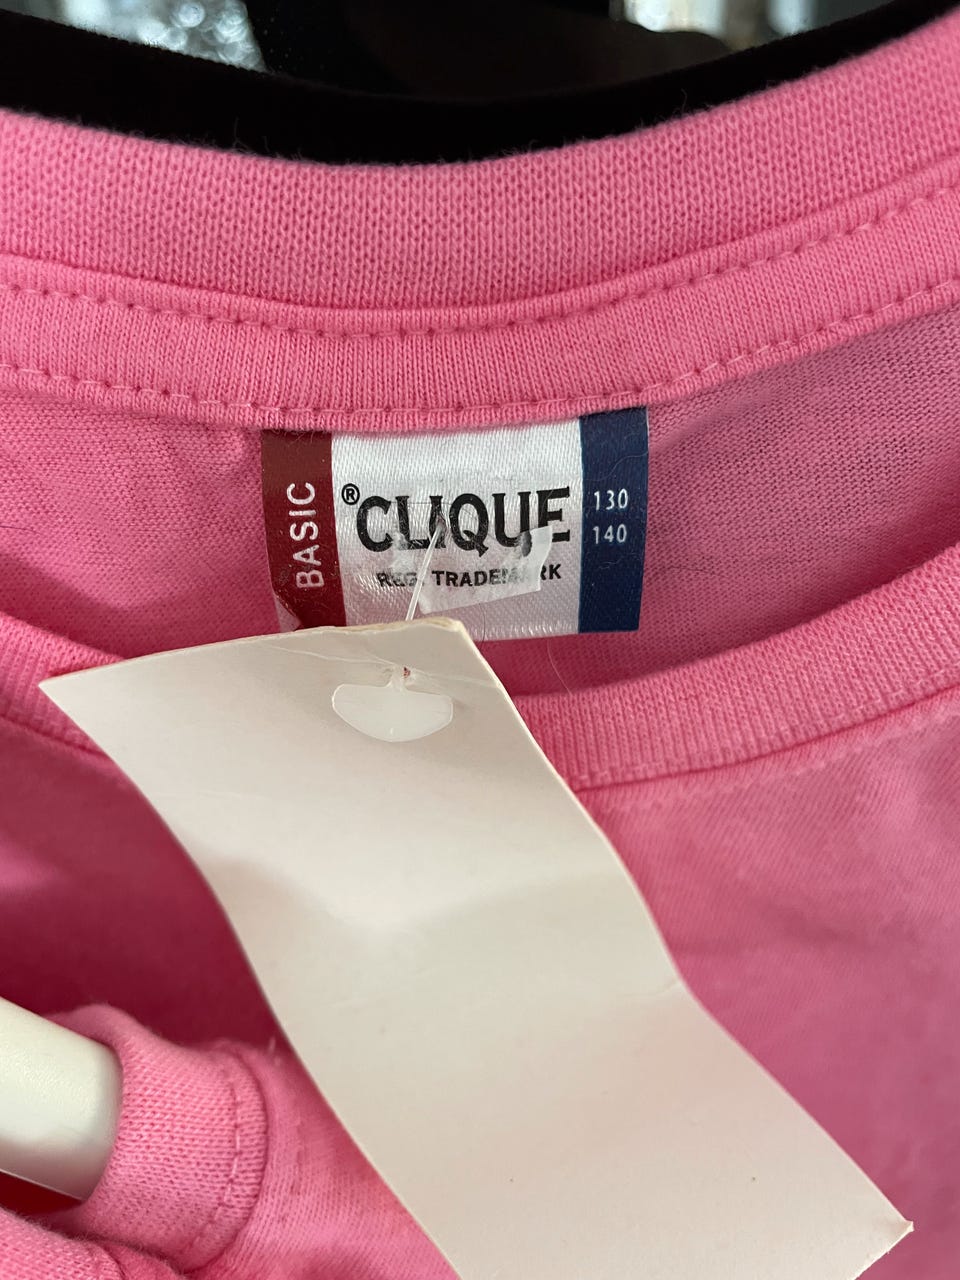 BASIC
®CLIQUE
REG. TRADEMARK
130
140